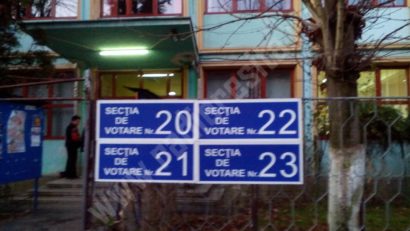 SECȚIA
DE
VOTARE Nr. 20
SECȚIA
DE
VOTARE Nr. 22
SECȚIA
DE
VOTARE Nr. 21
SECȚIA
DE
VOTARE Nr. 23